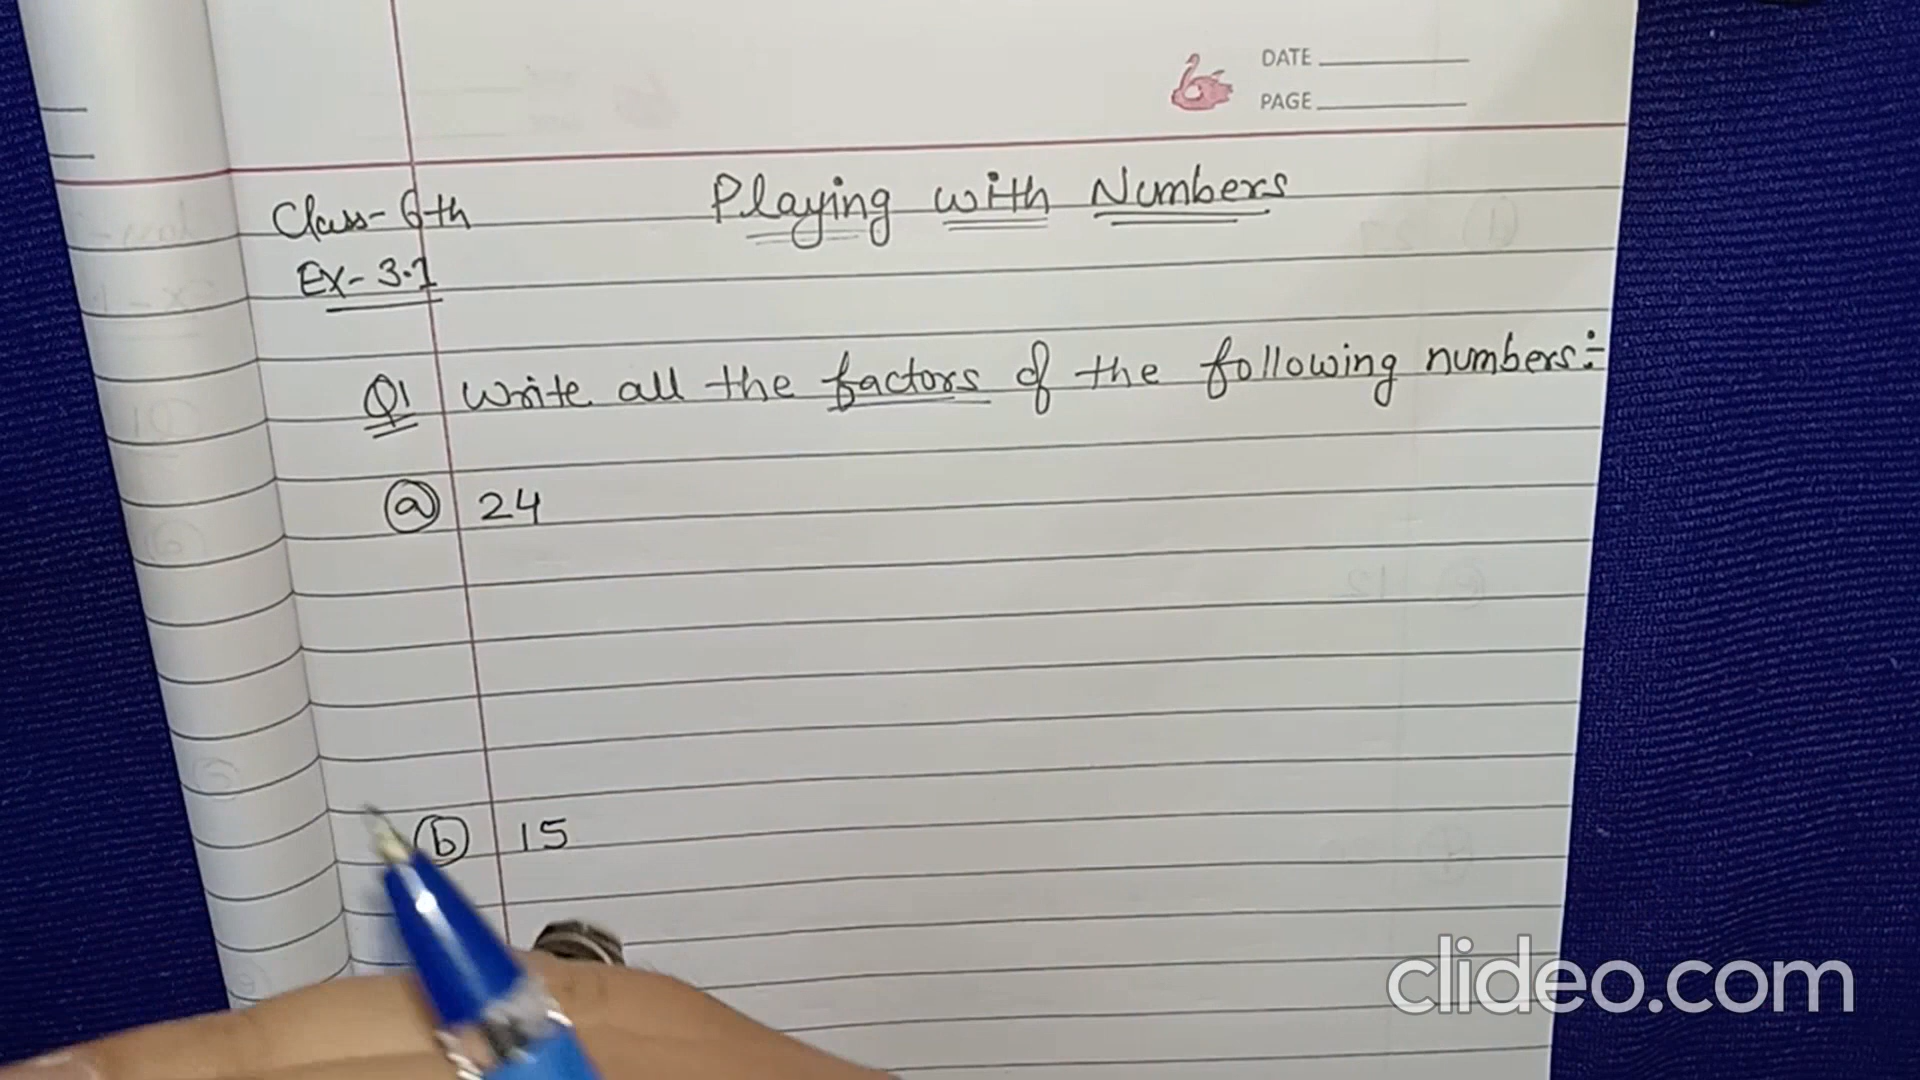 DATE
PAGE
Playing with Numbers
Class-6th
Ex-3.1
Q1 Write all the factors of the following numbers:-
(a) 24
(b) 15
clideo.com